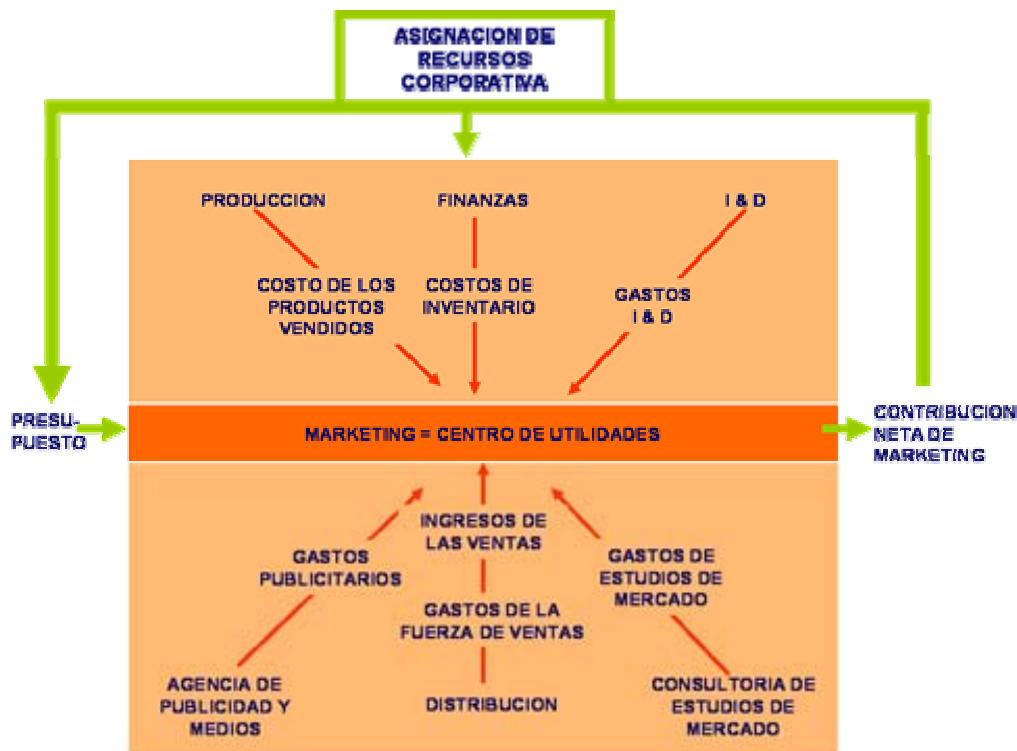 ASIGNACION DE
RECURSOS
CORPORATIVA
PRODUCCION
FINANZAS
I & D
COSTO DE LOS
PRODUCTOS
VENDIDOS
COSTOS DE
INVENTARIO
GASTOS
I & D
PRESU-
PUESTO
MARKETING = CENTRO DE UTILIDADES
CONTRIBUCION
NETA DE
MARKETING
GASTOS
PUBLICITARIOS
INGRESOS DE
LAS VENTAS
GASTOS DE
ESTUDIOS DE
MERCADO
GASTOS DE LA
FUERZA DE VENTAS
AGENCIA DE
PUBLICIDAD Y
MEDIOS
DISTRIBUCION
CONSULTORIA DE
ESTUDIOS DE
MERCADO